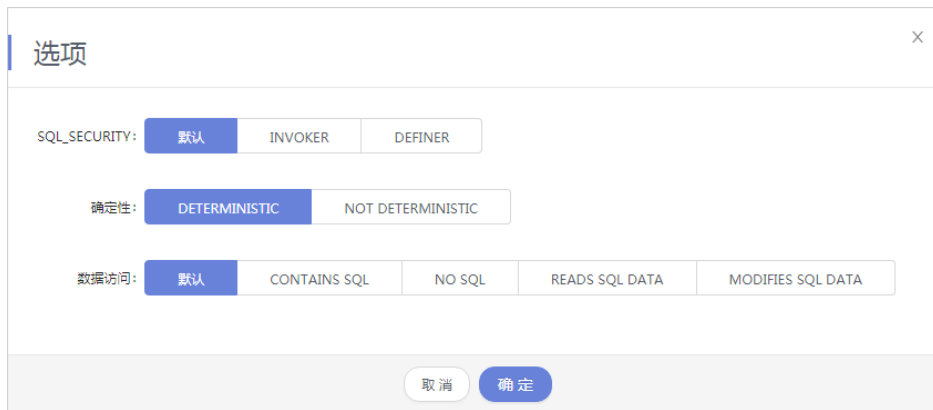 选项
SQL_SECURITY: 默认 INVOKER DEFINER
确定性: DETERMINISTIC NOT DETERMINISTIC
数据访问: 默认 CONTAINS SQL NO SQL READS SQL DATA MODIFIES SQL DATA
取消 确定